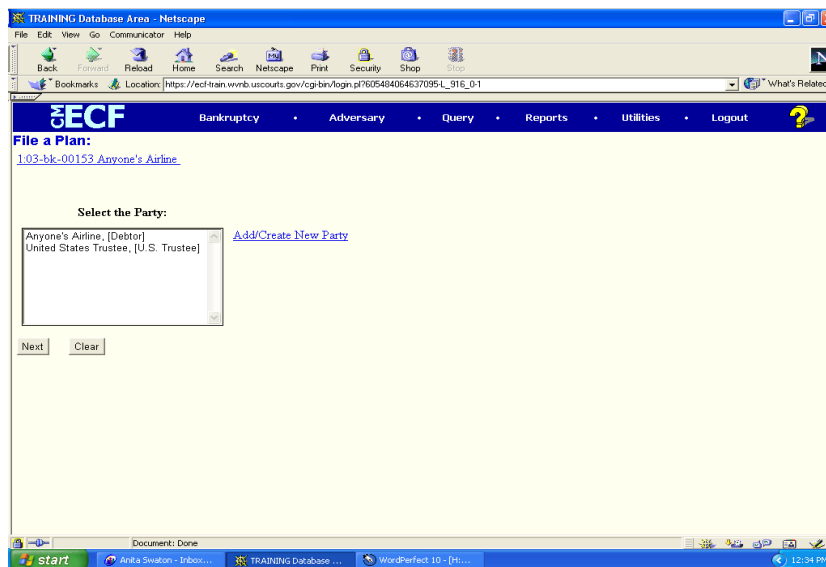 TRAINING Database Area - Netscape
File Edit View Go Communicator Help
Back Forward Reload Home Search Netscape Print Security Shop Stop
Bookmarks Location: https://ecf-train.wvnb.uscourts.gov/cgi-bin/login.pl?605484064637095-L_916_0-1 What's Related
CM ECF Bankruptcy • Adversary • Query • Reports • Utilities • Logout ?
File a Plan:
1:03-bk-00153 Anyone's Airline
Select the Party:
Anyone's Airline, [Debtor] Add/Create New Party
United States Trustee, [U.S. Trustee]
Next Clear
Document: Done
start Anita Swaton - Inbox... TRAINING Database ... WordPerfect 10 - [H:... 12:34 PM